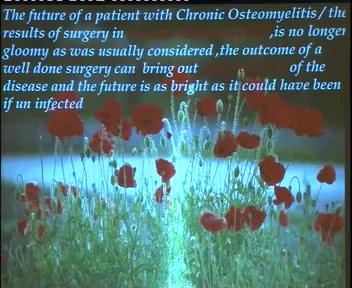 The future of a patient with Chronic Osteomyelitis/ the
results of surgery in ,is no longer
gloomy as was usually considered ,the outcome of a
well done surgery can bring out of the
disease and the future is as bright as it could have been
if un infected